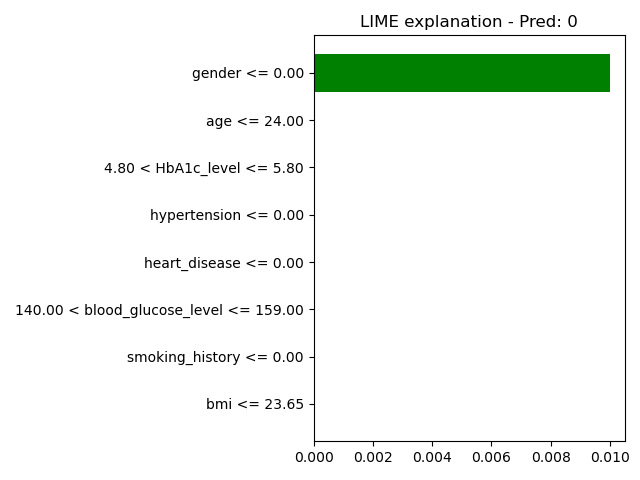 LIME explanation - Pred: 0
gender <= 0.00
age <= 24.00
4.80 < HbA1c_level <= 5.80
hypertension <= 0.00
heart_disease <= 0.00
140.00 < blood_glucose_level <= 159.00
smoking_history <= 0.00
bmi <= 23.65
0.000 0.002 0.004 0.006 0.008 0.010